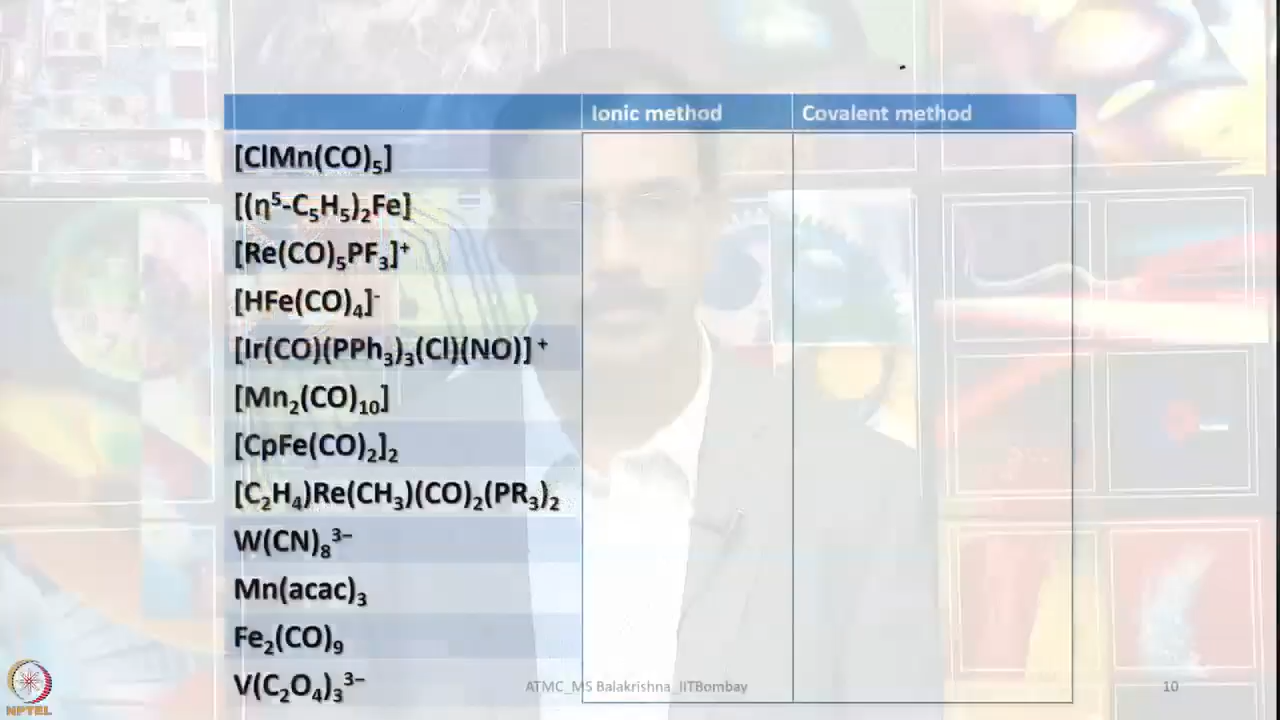 Ionic method Covalent method
[ClMn(CO)₅]
[(η⁵-C₅H₅)₂Fe]
[Re(CO)₅PF₃]⁺
[HFe(CO)₄]⁻
[Ir(CO)(PPh₃)₃(Cl)(NO)]⁺
[Mn₂(CO)₁₀]
[CpFe(CO)₂]₂
[C₂H₄)Re(CH₃)(CO)₂(PR₃)₂
W(CN)₈³⁻
Mn(acac)₃
Fe₂(CO)₉
V(C₂O₄)₃³⁻
ATMC_MS Balakrishna_IITBombay 10
NPTEL